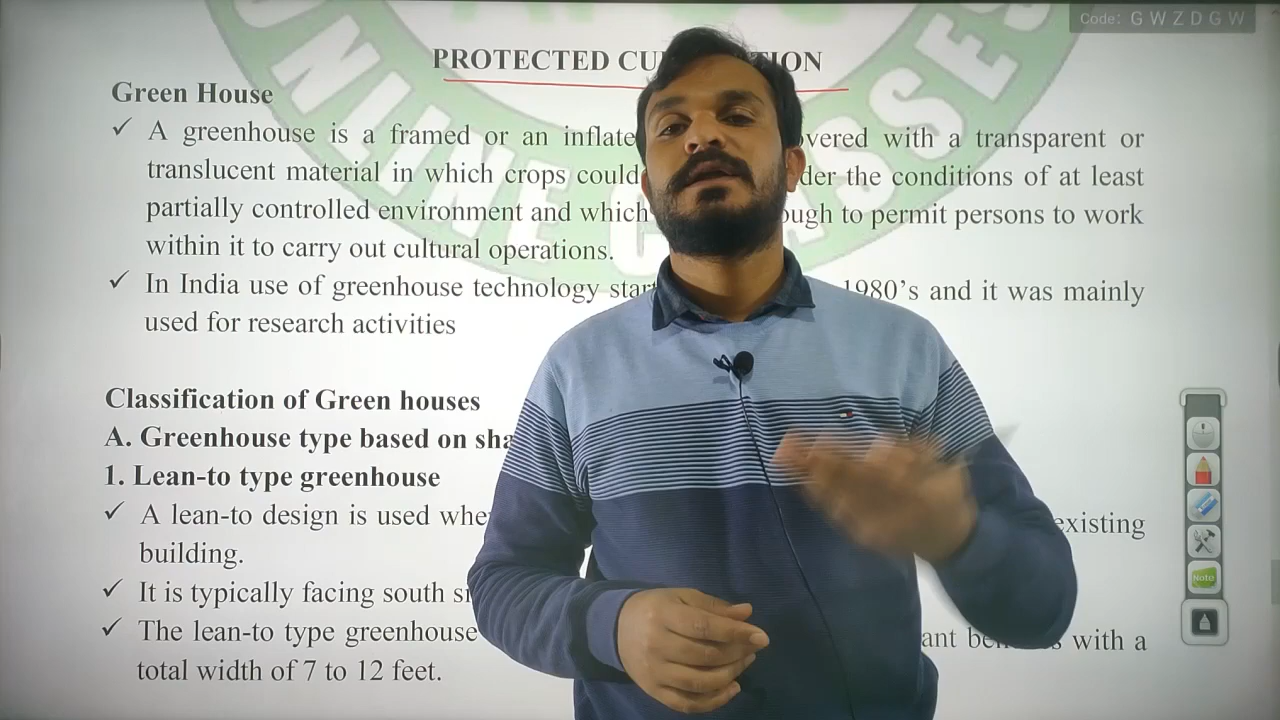 Code: G W Z D G W
PROTECTED CU TION
Green House
✓ A greenhouse is a framed or an inflate overed with a transparent or
translucent material in which crops could der the conditions of at least
partially controlled environment and which ough to permit persons to work
within it to carry out cultural operations.
✓ In India use of greenhouse technology star 1980’s and it was mainly
used for research activities
Classification of Green houses
A. Greenhouse type based on sha
1. Lean-to type greenhouse
✓ A lean-to design is used whe existing
building.
✓ It is typically facing south si
✓ The lean-to type greenhouse ant with a
total width of 7 to 12 feet.
ONLINE CLASSES
Note